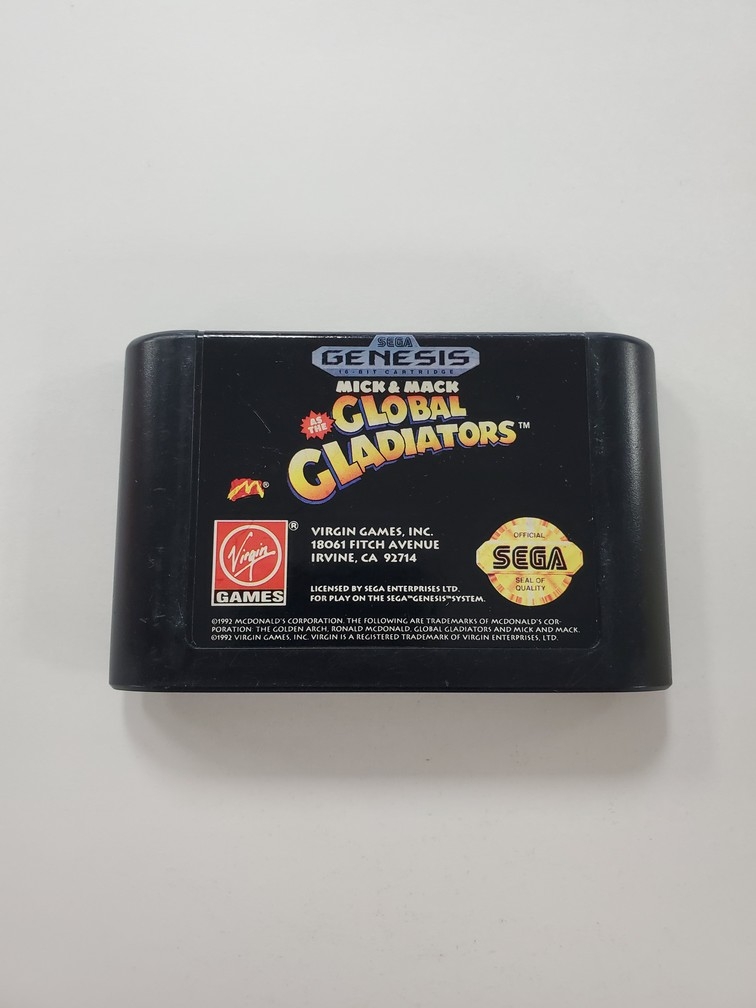 SEGA
GENESIS
16-BIT CARTRIDGE
MICK & MACK
AS THE
GLOBAL
GLADIATORS™
M®
Virgin®
GAMES
VIRGIN GAMES, INC.
18061 FITCH AVENUE
IRVINE, CA 92714
LICENSED BY SEGA ENTERPRISES LTD.
FOR PLAY ON THE SEGA™GENESIS™SYSTEM.
OFFICIAL
SEGA
SEAL OF
QUALITY
©1992 MCDONALD'S CORPORATION. THE FOLLOWING ARE TRADEMARKS OF MCDONALD'S COR-
PORATION: THE GOLDEN ARCH, RONALD MCDONALD, GLOBAL GLADIATORS AND MICK AND MACK.
©1992 VIRGIN GAMES, INC. VIRGIN IS A REGISTERED TRADEMARK OF VIRGIN ENTERPRISES, LTD.